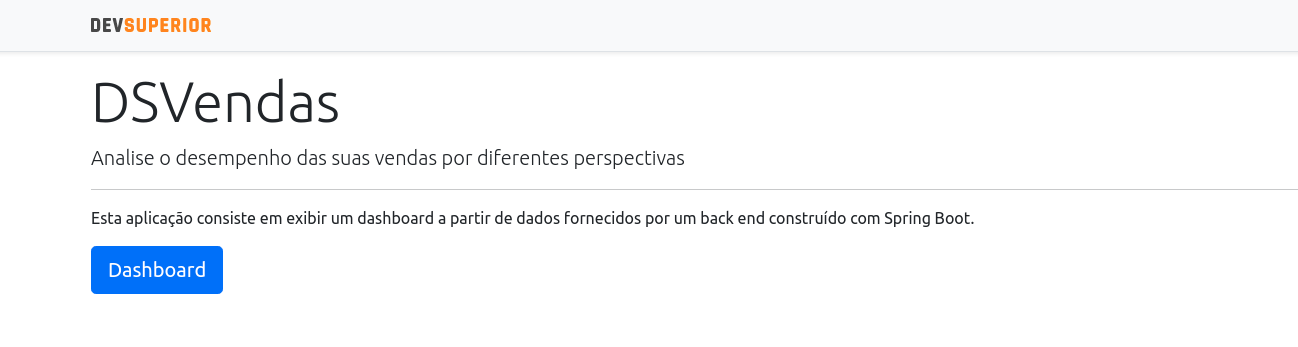 DEVSUPERIOR
DSVendas
Analise o desempenho das suas vendas por diferentes perspectivas
Esta aplicação consiste em exibir um dashboard a partir de dados fornecidos por um back end construído com Spring Boot.
Dashboard